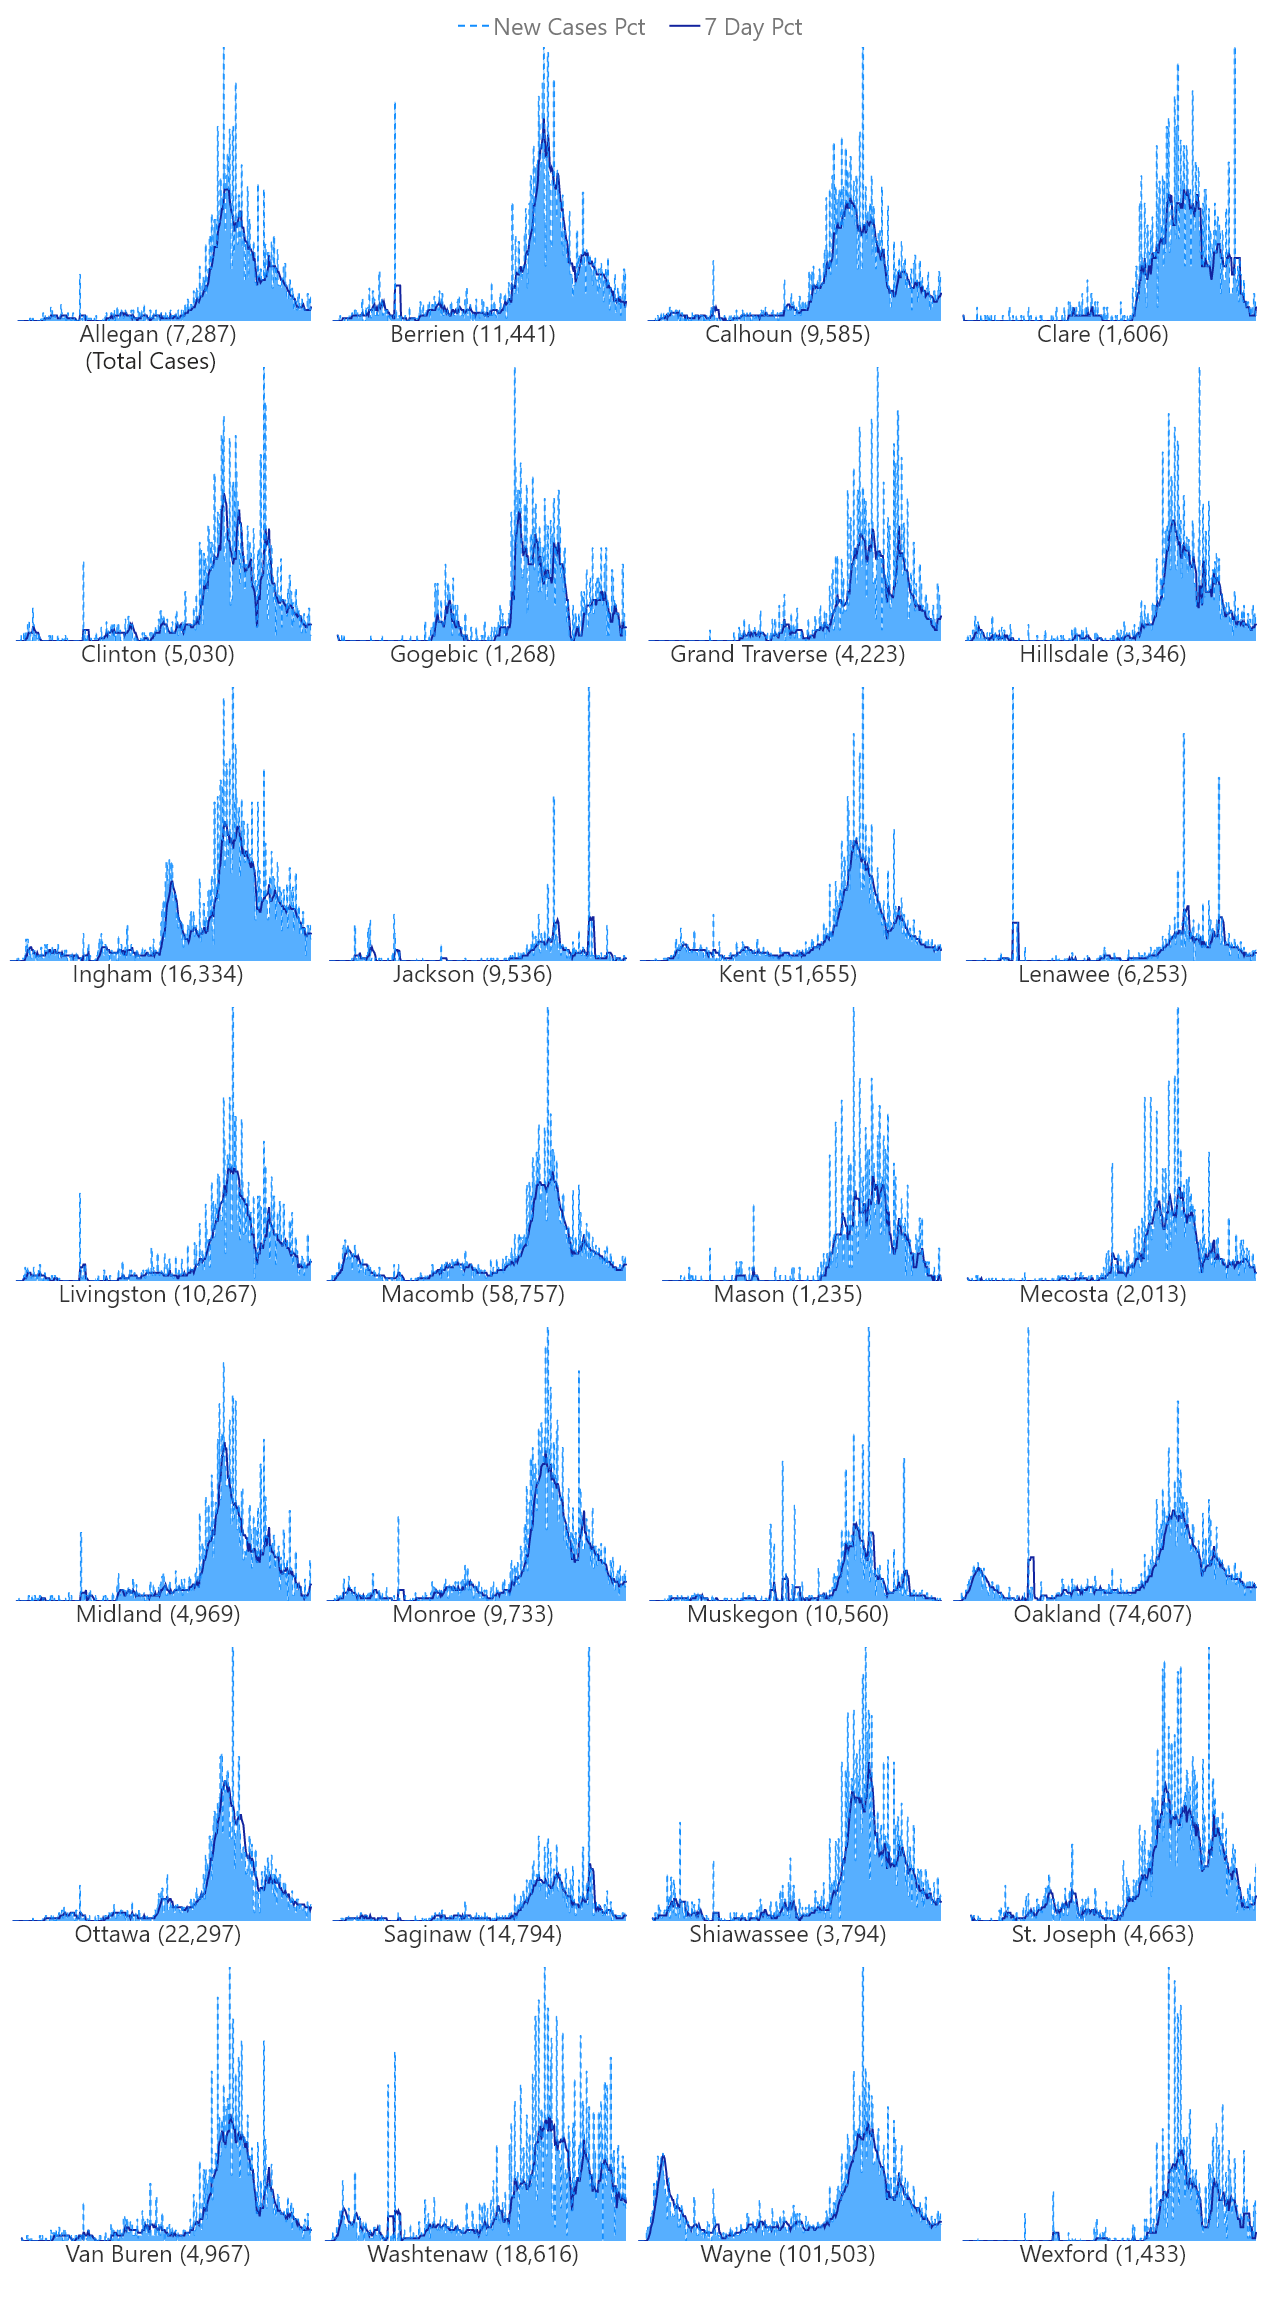 New Cases Pct 7 Day Pct
Allegan (7,287) Berrien (11,441) Calhoun (9,585) Clare (1,606)
(Total Cases)
Clinton (5,030) Gogebic (1,268) Grand Traverse (4,223) Hillsdale (3,346)
Ingham (16,334) Jackson (9,536) Kent (51,655) Lenawee (6,253)
Livingston (10,267) Macomb (58,757) Mason (1,235) Mecosta (2,013)
Midland (4,969) Monroe (9,733) Muskegon (10,560) Oakland (74,607)
Ottawa (22,297) Saginaw (14,794) Shiawassee (3,794) St. Joseph (4,663)
Van Buren (4,967) Washtenaw (18,616) Wayne (101,503) Wexford (1,433)